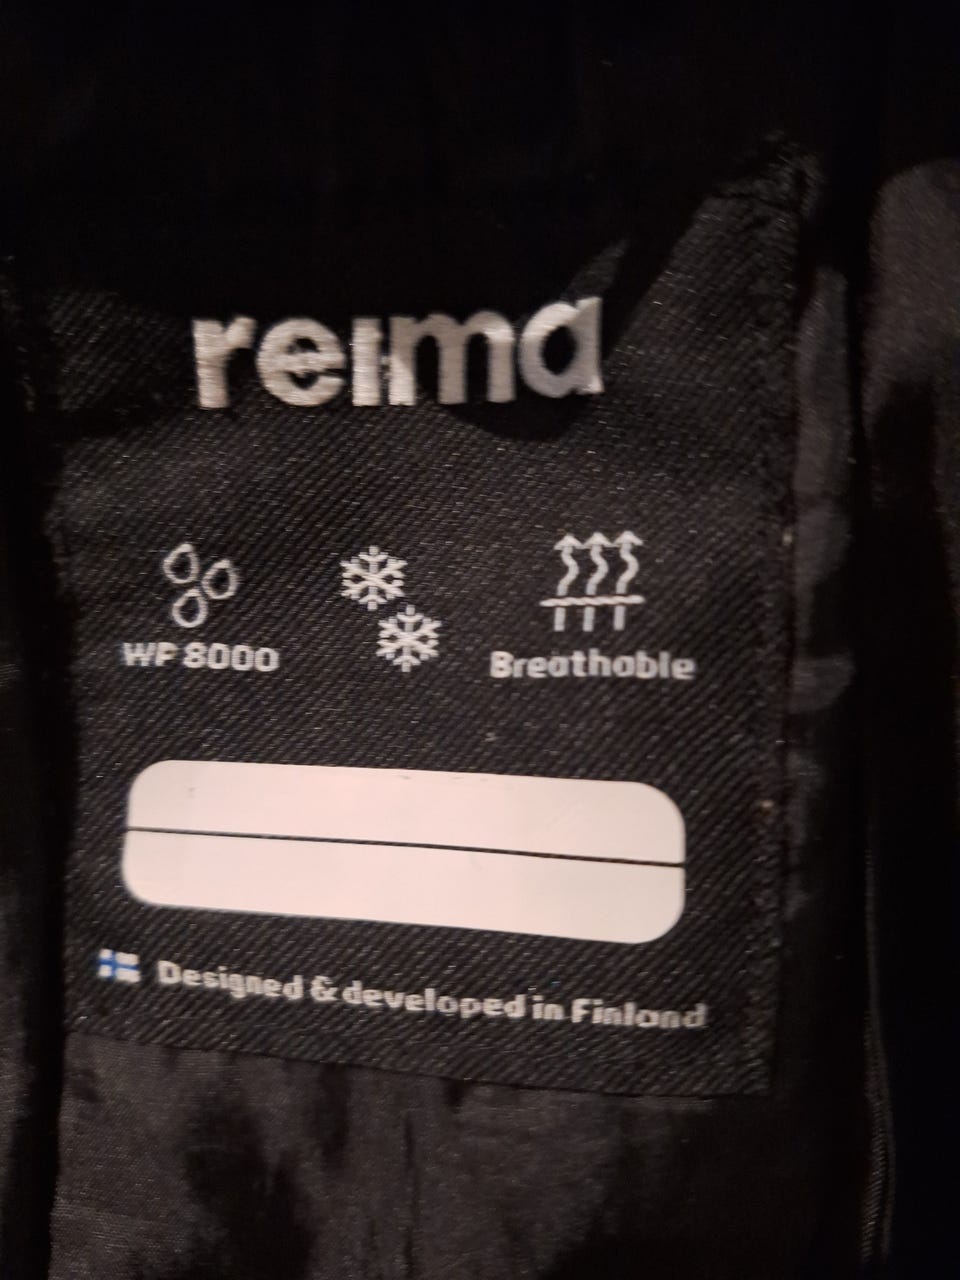 reima
WP 8000
Breathable
Designed & developed in Finland